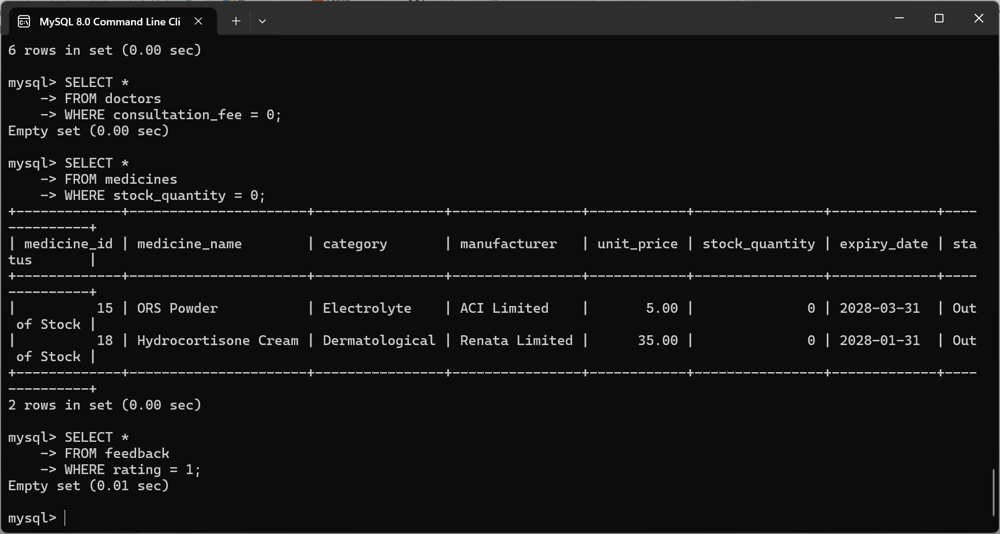 MySQL 8.0 Command Line Cli
6 rows in set (0.00 sec)
mysql> SELECT *
    -> FROM doctors
    -> WHERE consultation_fee = 0;
Empty set (0.00 sec)
mysql> SELECT *
    -> FROM medicines
    -> WHERE stock_quantity = 0;
+-------------+----------------------+----------------+----------------+------------+----------------+-------------+----
----------+
| medicine_id | medicine_name        | category       | manufacturer   | unit_price | stock_quantity | expiry_date | sta
tus       |
+-------------+----------------------+----------------+----------------+------------+----------------+-------------+----
----------+
|          15 | ORS Powder           | Electrolyte    | ACI Limited    |       5.00 |              0 | 2028-03-31  | Out
 of Stock |
|          18 | Hydrocortisone Cream | Dermatological | Renata Limited |      35.00 |              0 | 2028-01-31  | Out
 of Stock |
+-------------+----------------------+----------------+----------------+------------+----------------+-------------+----
----------+
2 rows in set (0.00 sec)
mysql> SELECT *
    -> FROM feedback
    -> WHERE rating = 1;
Empty set (0.01 sec)
mysql>